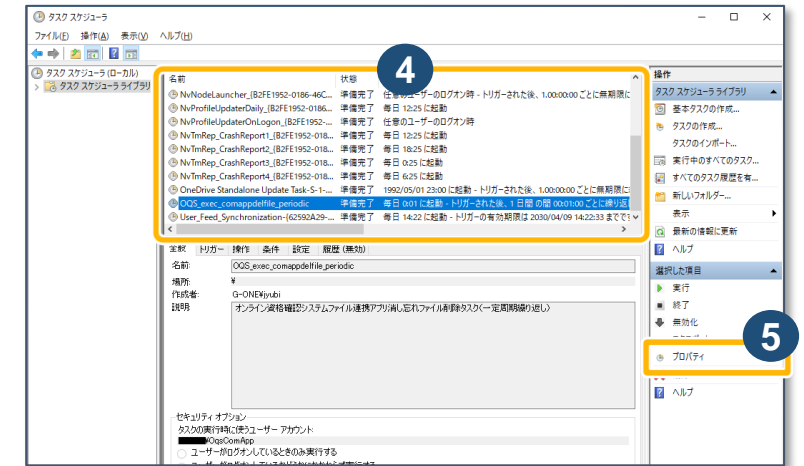 タスク スケジューラ
ファイル(F) 操作(A) 表示(V) ヘルプ(H)
タスク スケジューラ (ローカル)
タスク スケジューラ ライブラリ
名前 状態
4
NvNodeLauncher_{B2FE1952-0186-46C... 準備完了 任意のユーザーのログオン時 - トリガーされた後、1.00:00:00 ごとに無期限に
NvProfileUpdaterDaily_{B2FE1952-0186... 準備完了 毎日 12:25 に起動
NvProfileUpdaterOnLogon_{B2FE1952-... 準備完了 任意のユーザーのログオン時
NvTmRep_CrashReport1_{B2FE1952-018... 準備完了 毎日 12:25 に起動
NvTmRep_CrashReport2_{B2FE1952-018... 準備完了 毎日 18:25 に起動
NvTmRep_CrashReport3_{B2FE1952-018... 準備完了 毎日 0:25 に起動
NvTmRep_CrashReport4_{B2FE1952-018... 準備完了 毎日 6:25 に起動
OneDrive Standalone Update Task-S-1-... 準備完了 1992/05/01 23:00 に起動 - トリガーされた後、1.00:00:00 ごとに無期限に
OQS_exec_comappdelfile_periodic 準備完了 毎日 0:01 に起動 - トリガーされた後、1 日間 の間 00:01:00 ごとに繰り返
User_Feed_Synchronization-{62592A29-... 準備完了 毎日 14:22 に起動 - トリガーの有効期限は 2030/04/09 14:22:33 までです
全般 トリガー 操作 条件 設定 履歴 (無効)
名前: OQS_exec_comappdelfile_periodic
場所: ¥
作成者: G-ONE¥jyubi
説明: オンライン資格確認システムファイル連携アプリ消し忘れファイル削除タスク(一定周期繰り返し)
セキュリティ オプション
タスクの実行時に使うユーザー アカウント:
¥OqsComApp
ユーザーがログオンしているときのみ実行する
操作
タスク スケジューラ ライブラリ
基本タスクの作成...
タスクの作成...
タスクのインポート...
実行中のすべてのタスク...
すべてのタスク履歴を有...
新しいフォルダー...
表示
最新の情報に更新
ヘルプ
選択した項目
実行
終了
無効化
5
プロパティ
ヘルプ